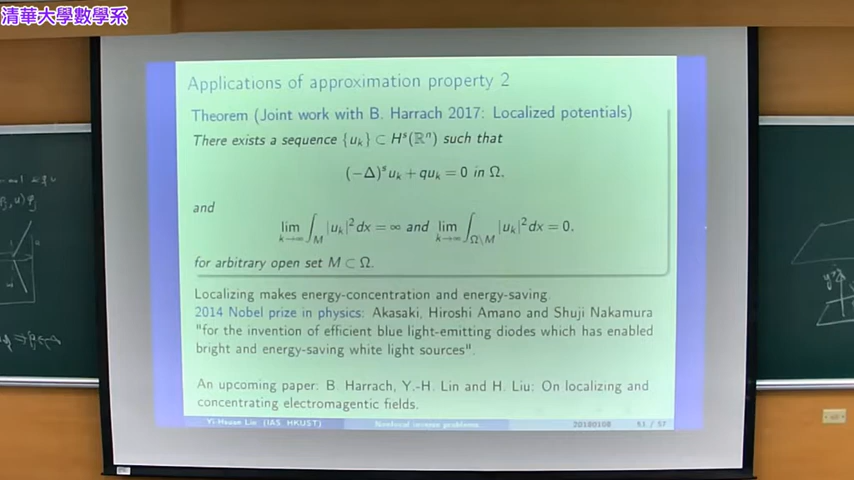 清華大學數學系
Applications of approximation property 2
Theorem (Joint work with B. Harrach 2017: Localized potentials)
There exists a sequence {u_k} ⊂ H^s(ℝ^n) such that
(−Δ)^s u_k + qu_k = 0 in Ω,
and
lim_{k→∞} ∫_M |u_k|^2 dx = ∞ and lim_{k→∞} ∫_{Ω\M} |u_k|^2 dx = 0,
for arbitrary open set M ⊂ Ω.
Localizing makes energy-concentration and energy-saving
2014 Nobel prize in physics: Akasaki, Hiroshi Amano and Shuji Nakamura
"for the invention of efficient blue light-emitting diodes which has enabled
bright and energy-saving white light sources".
An upcoming paper: B. Harrach, Y.-H. Lin and H. Liu: On localizing and
concentrating electromagentic fields.
Yi-Hsuan Lin (IAS, HKUST) Nonlocal inverse problems 20180108 51 / 57